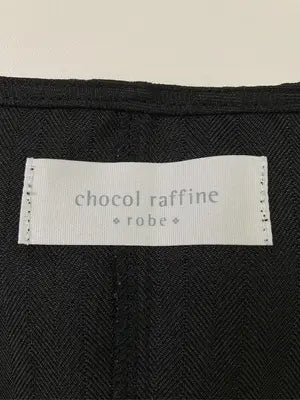 chocol raffine
❖ robe ❖